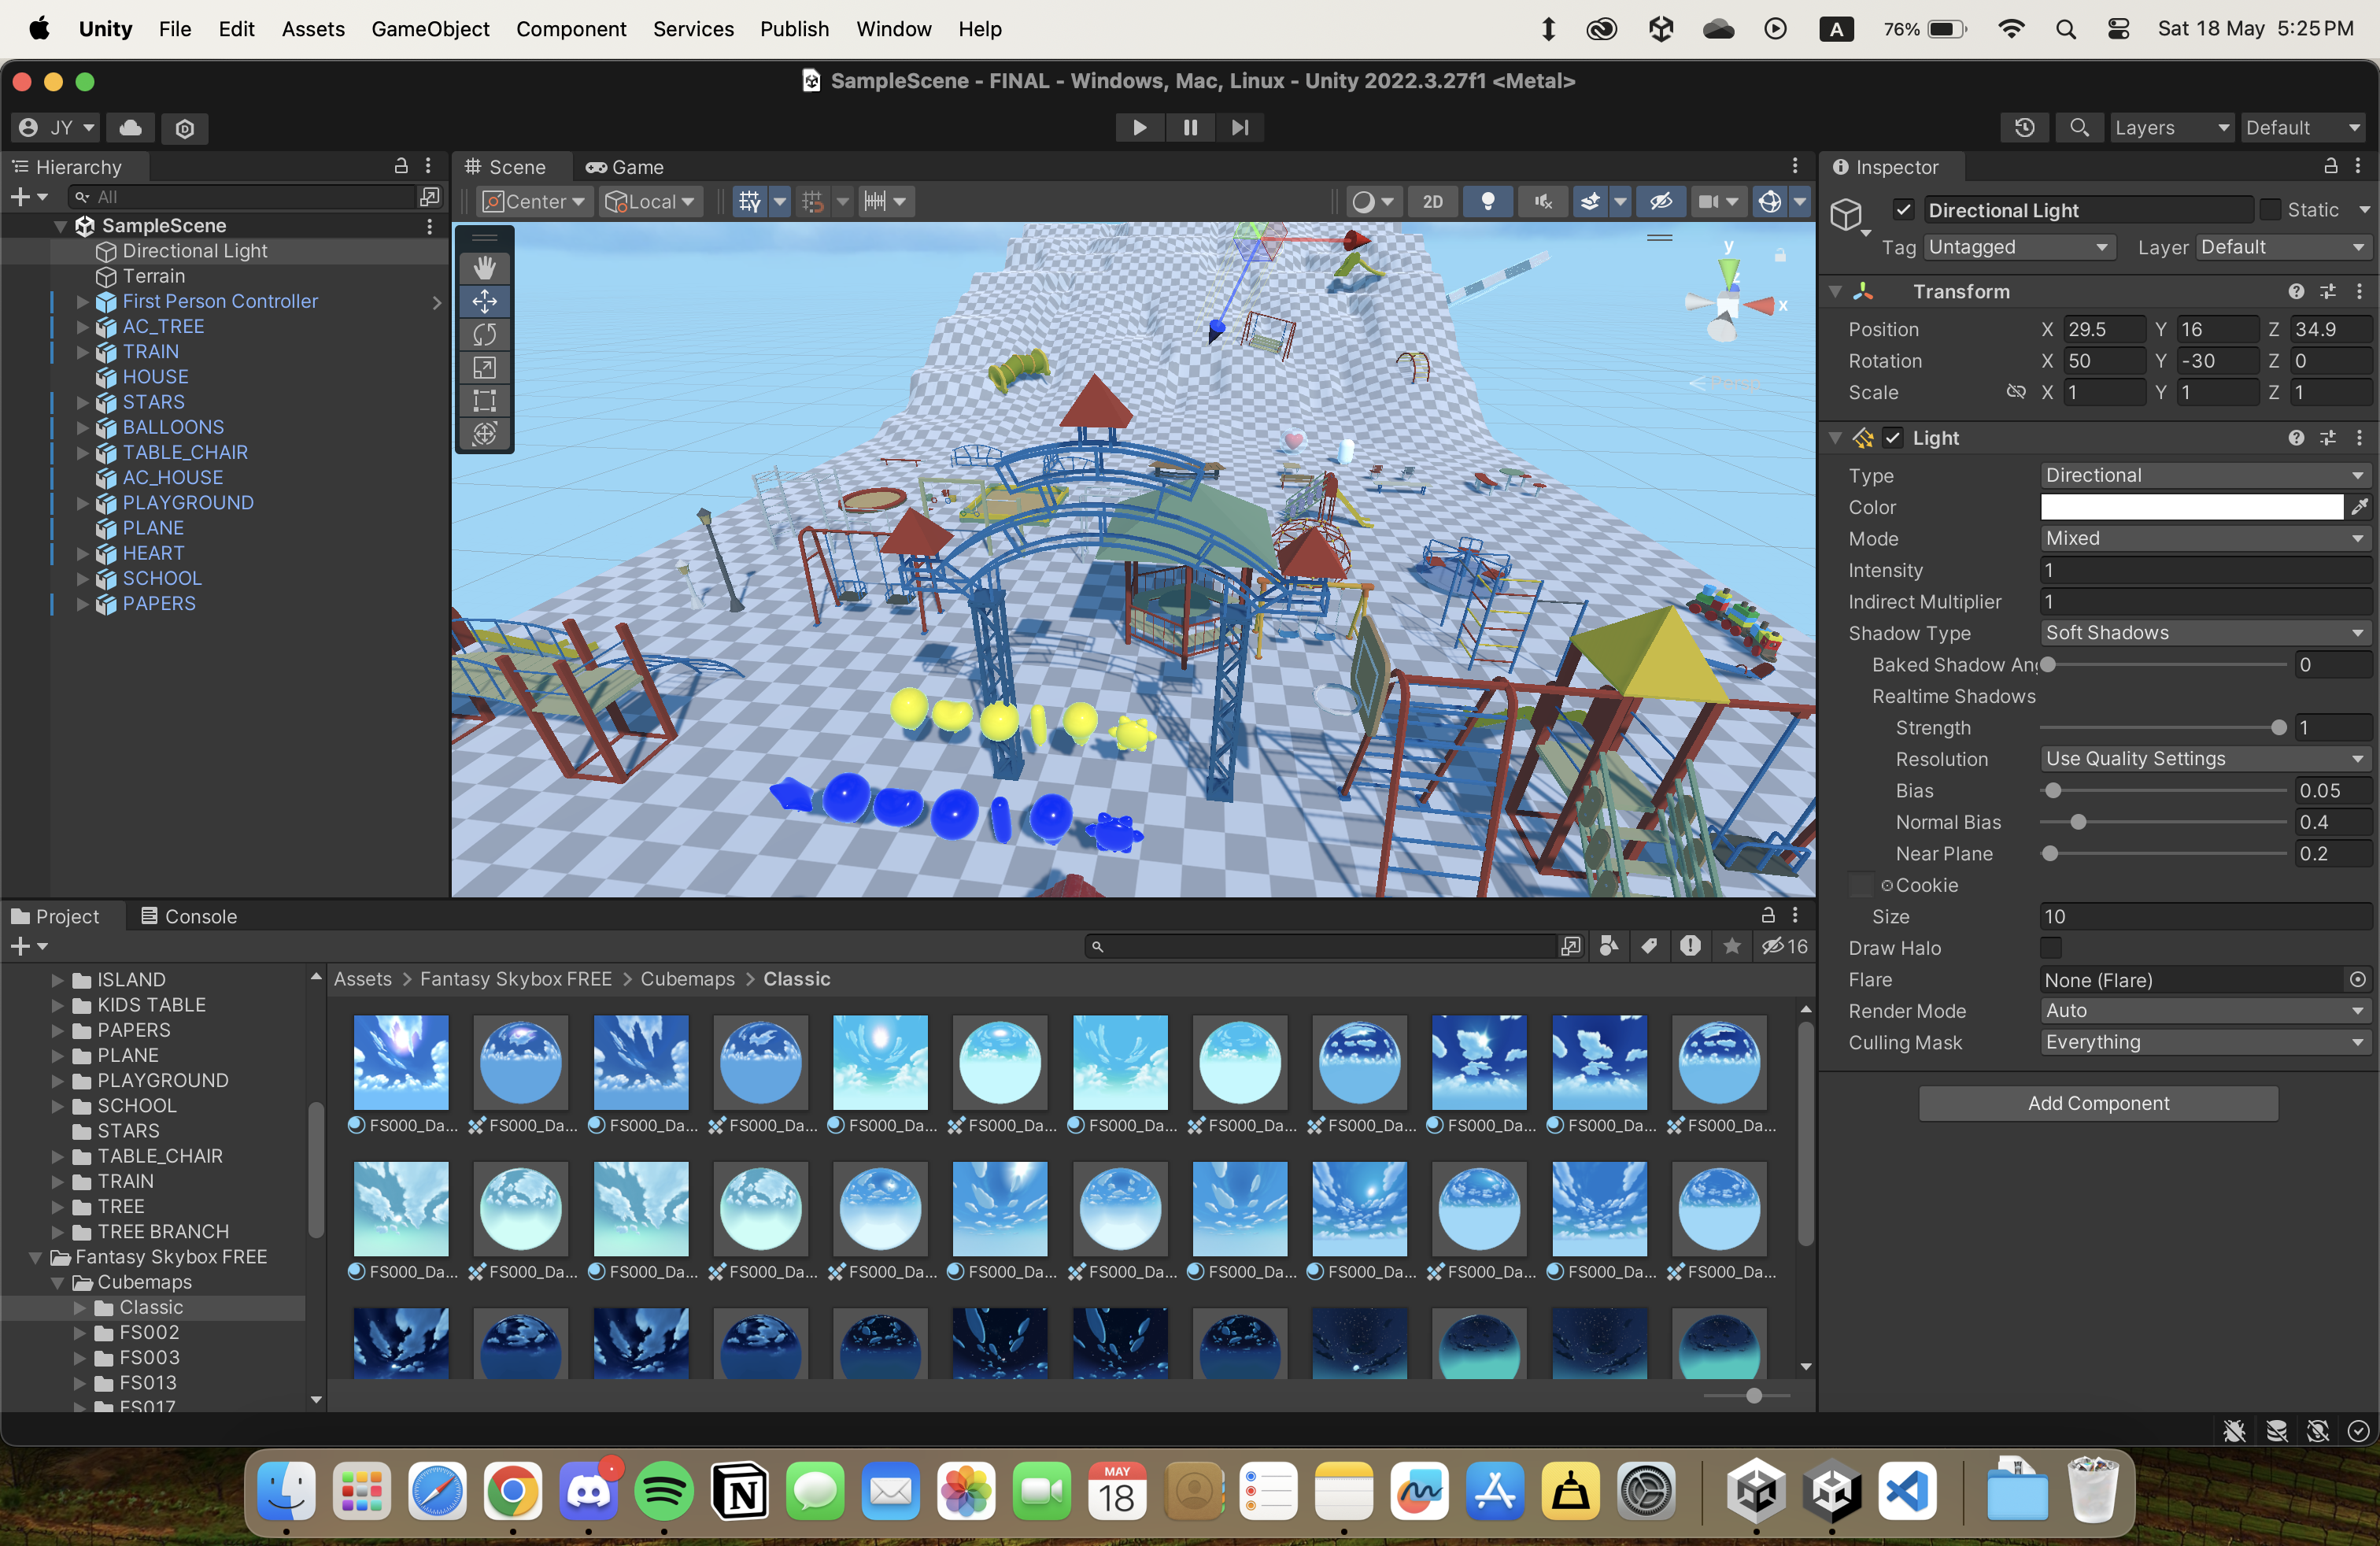 Unity File Edit Assets GameObject Component Services Publish Window Help A 76% Sat 18 May 5:25 PM
SampleScene - FINAL - Windows, Mac, Linux - Unity 2022.3.27f1 <Metal>
JY Layers Default
Hierarchy
All
SampleScene
Directional Light
Terrain
First Person Controller
AC_TREE
TRAIN
HOUSE
STARS
BALLOONS
TABLE_CHAIR
AC_HOUSE
PLAYGROUND
PLANE
HEART
SCHOOL
PAPERS
Scene Game
Center Local 2D
y
z
x
Persp
Inspector
Directional Light Static
Tag Untagged Layer Default
Transform
Position X 29.5 Y 16 Z 34.9
Rotation X 50 Y -30 Z 0
Scale X 1 Y 1 Z 1
Light
Type Directional
Color
Mode Mixed
Intensity 1
Indirect Multiplier 1
Shadow Type Soft Shadows
Baked Shadow Ang 0
Realtime Shadows
Strength 1
Resolution Use Quality Settings
Bias 0.05
Normal Bias 0.4
Near Plane 0.2
Cookie
Size 10
Draw Halo
Flare None (Flare)
Render Mode Auto
Culling Mask Everything
Add Component
Project Console
16
ISLAND
KIDS TABLE
PAPERS
PLANE
PLAYGROUND
SCHOOL
STARS
TABLE_CHAIR
TRAIN
TREE
TREE BRANCH
Fantasy Skybox FREE
Cubemaps
Classic
FS002
FS003
FS013
FS017
Assets > Fantasy Skybox FREE > Cubemaps > Classic
FS000_Da... FS000_Da... FS000_Da... FS000_Da... FS000_Da... FS000_Da... FS000_Da... FS000_Da... FS000_Da... FS000_Da... FS000_Da... FS000_Da...
FS000_Da... FS000_Da... FS000_Da... FS000_Da... FS000_Da... FS000_Da... FS000_Da... FS000_Da... FS000_Da... FS000_Da... FS000_Da... FS000_Da...
MAY
18